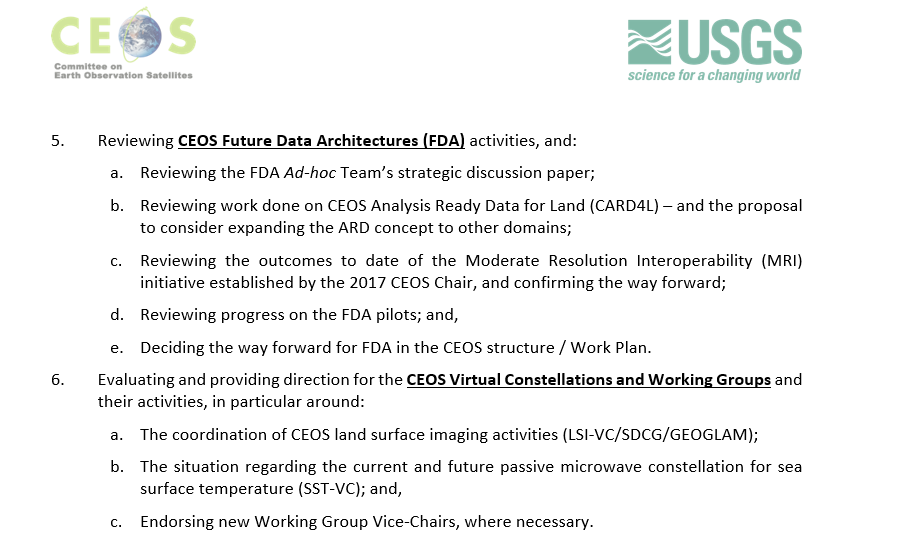 CEOS
Committee on
Earth Observation Satellites
USGS
science for a changing world
5. Reviewing CEOS Future Data Architectures (FDA) activities, and:
a. Reviewing the FDA Ad-hoc Team’s strategic discussion paper;
b. Reviewing work done on CEOS Analysis Ready Data for Land (CARD4L) – and the proposal
to consider expanding the ARD concept to other domains;
c. Reviewing the outcomes to date of the Moderate Resolution Interoperability (MRI)
initiative established by the 2017 CEOS Chair, and confirming the way forward;
d. Reviewing progress on the FDA pilots; and,
e. Deciding the way forward for FDA in the CEOS structure / Work Plan.
6. Evaluating and providing direction for the CEOS Virtual Constellations and Working Groups and
their activities, in particular around:
a. The coordination of CEOS land surface imaging activities (LSI-VC/SDCG/GEOGLAM);
b. The situation regarding the current and future passive microwave constellation for sea
surface temperature (SST-VC); and,
c. Endorsing new Working Group Vice-Chairs, where necessary.